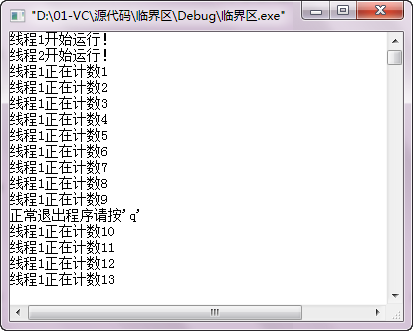 "D:\01-VC\源代码\临界区\Debug\临界区.exe"
线程1开始运行!
线程2开始运行!
线程1正在计数1
线程1正在计数2
线程1正在计数3
线程1正在计数4
线程1正在计数5
线程1正在计数6
线程1正在计数7
线程1正在计数8
线程1正在计数9
正常退出程序请按'q'
线程1正在计数10
线程1正在计数11
线程1正在计数12
线程1正在计数13